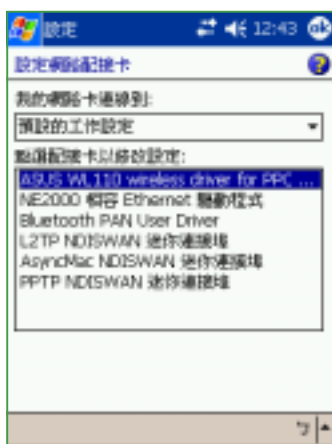 設定 12:43 ok
設定網路配接卡 ?
我的網路卡連線到:
預設的工作設定
點選配接卡以修改設定:
ASUS WL110 wireless driver for PPC ...
NE2000 相容 Ethernet 驅動程式
Bluetooth PAN User Driver
L2TP NDISWAN 迷你連接埠
AsyncMac NDISWAN 迷你連接埠
PPTP NDISWAN 迷你連接埠
ㄅ